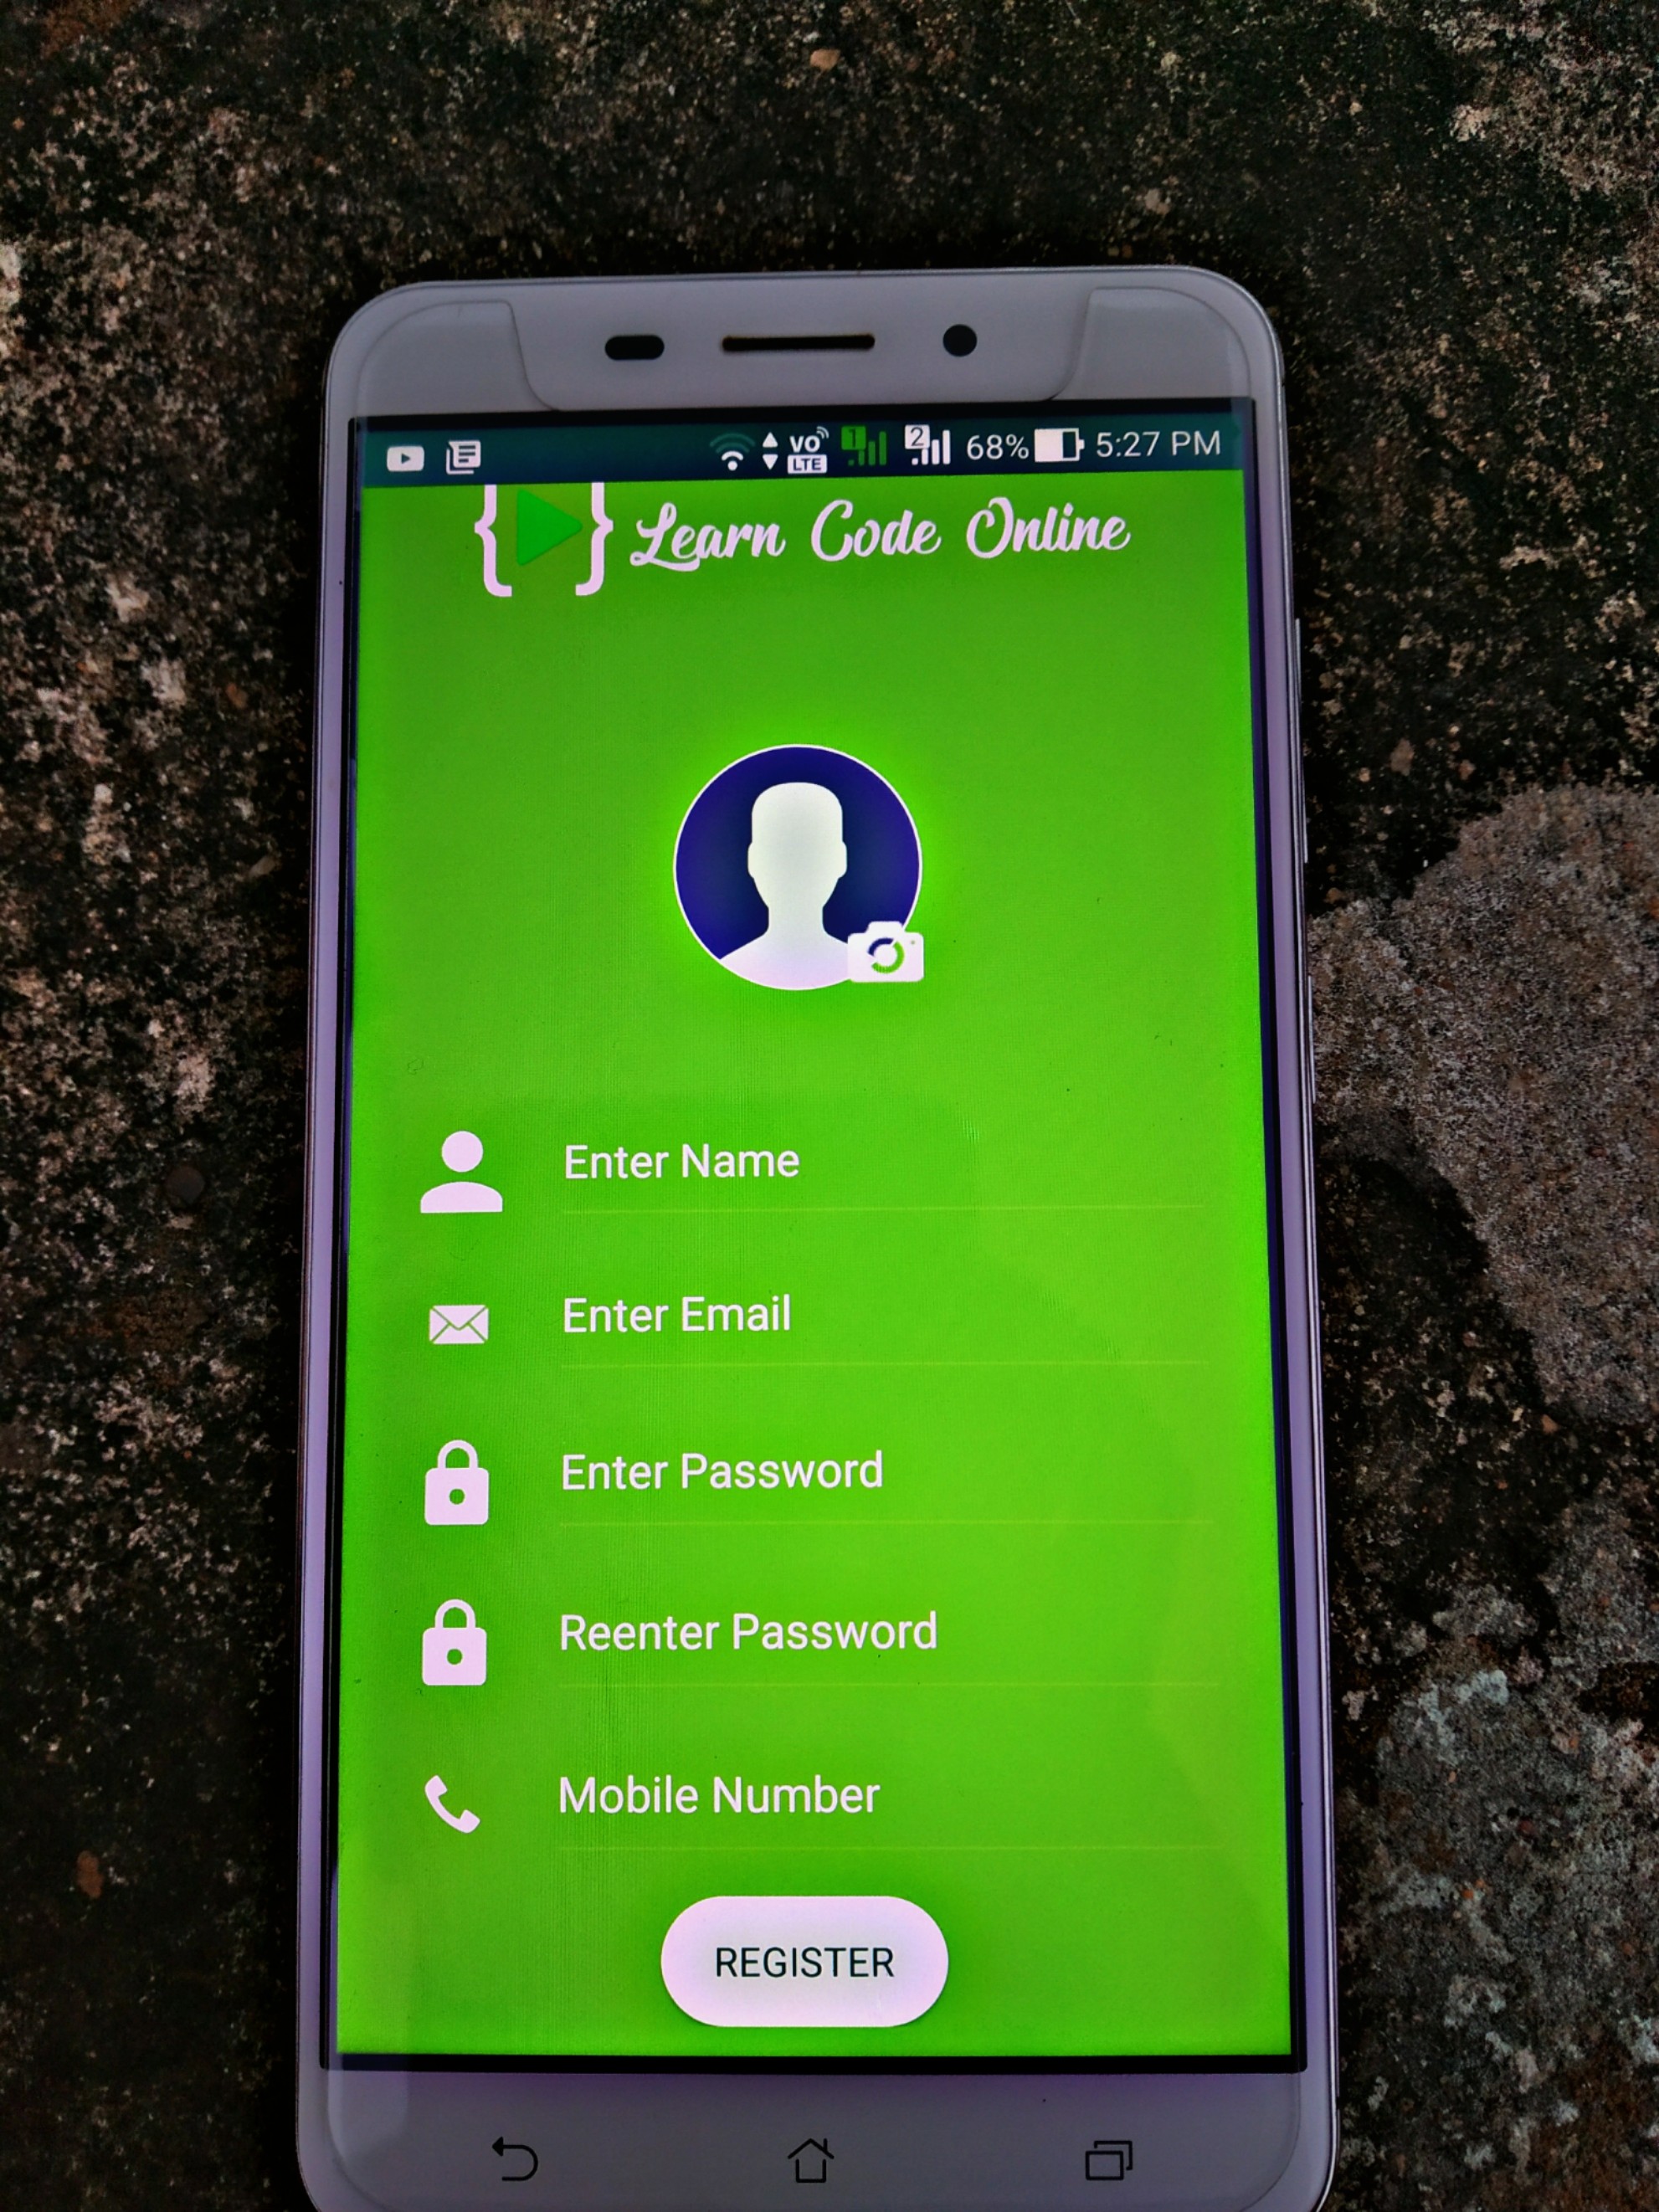 VO LTE 1 2 68% 5:27 PM
{ } Learn Code Online
Enter Name
Enter Email
Enter Password
Reenter Password
Mobile Number
REGISTER